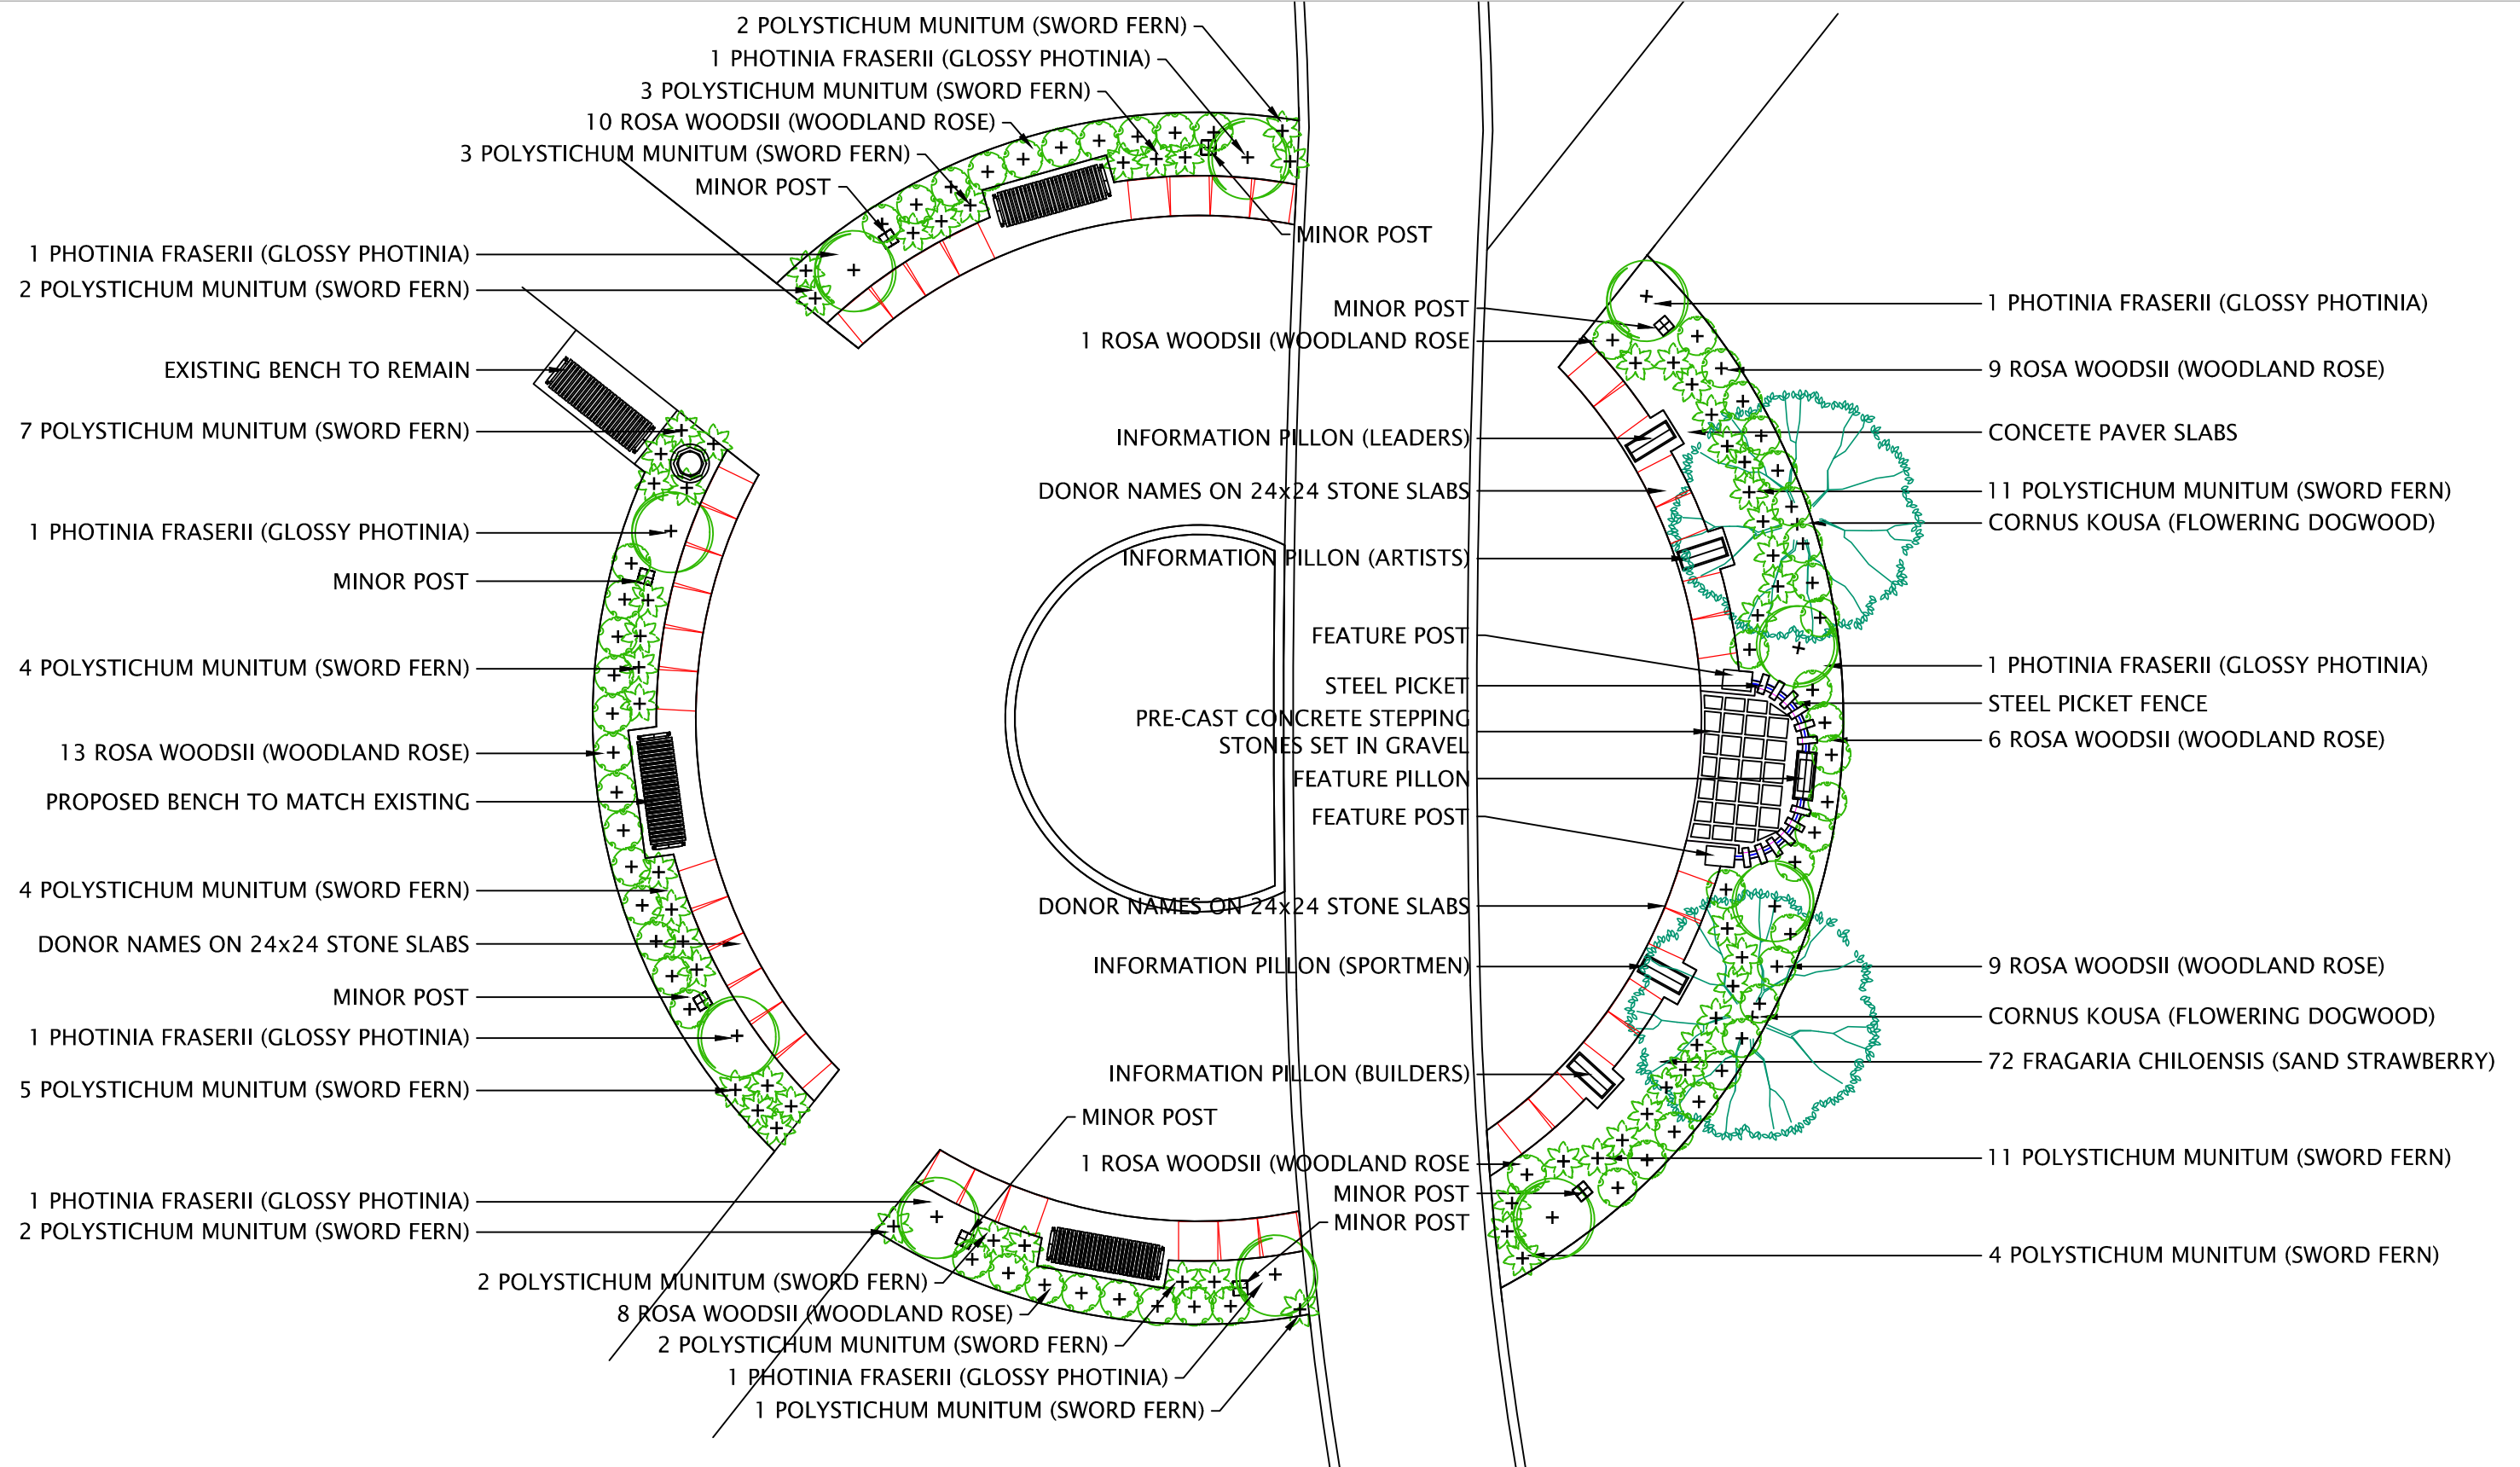 2 POLYSTICHUM MUNITUM (SWORD FERN)
1 PHOTINIA FRASERII (GLOSSY PHOTINIA)
3 POLYSTICHUM MUNITUM (SWORD FERN)
10 ROSA WOODSII (WOODLAND ROSE)
3 POLYSTICHUM MUNITUM (SWORD FERN)
MINOR POST
MINOR POST
1 PHOTINIA FRASERII (GLOSSY PHOTINIA)
2 POLYSTICHUM MUNITUM (SWORD FERN)
EXISTING BENCH TO REMAIN
7 POLYSTICHUM MUNITUM (SWORD FERN)
1 PHOTINIA FRASERII (GLOSSY PHOTINIA)
MINOR POST
4 POLYSTICHUM MUNITUM (SWORD FERN)
13 ROSA WOODSII (WOODLAND ROSE)
PROPOSED BENCH TO MATCH EXISTING
4 POLYSTICHUM MUNITUM (SWORD FERN)
DONOR NAMES ON 24x24 STONE SLABS
MINOR POST
1 PHOTINIA FRASERII (GLOSSY PHOTINIA)
5 POLYSTICHUM MUNITUM (SWORD FERN)
1 PHOTINIA FRASERII (GLOSSY PHOTINIA)
2 POLYSTICHUM MUNITUM (SWORD FERN)
MINOR POST
1 ROSA WOODSII (WOODLAND ROSE
INFORMATION PILLON (LEADERS)
DONOR NAMES ON 24x24 STONE SLABS
INFORMATION PILLON (ARTISTS)
FEATURE POST
STEEL PICKET
PRE-CAST CONCRETE STEPPING
STONES SET IN GRAVEL
FEATURE PILLON
FEATURE POST
DONOR NAMES ON 24x24 STONE SLABS
INFORMATION PILLON (SPORTMEN)
INFORMATION PILLON (BUILDERS)
MINOR POST
1 ROSA WOODSII (WOODLAND ROSE
MINOR POST
MINOR POST
2 POLYSTICHUM MUNITUM (SWORD FERN)
8 ROSA WOODSII (WOODLAND ROSE)
2 POLYSTICHUM MUNITUM (SWORD FERN)
1 PHOTINIA FRASERII (GLOSSY PHOTINIA)
1 POLYSTICHUM MUNITUM (SWORD FERN)
1 PHOTINIA FRASERII (GLOSSY PHOTINIA)
9 ROSA WOODSII (WOODLAND ROSE)
CONCETE PAVER SLABS
11 POLYSTICHUM MUNITUM (SWORD FERN)
CORNUS KOUSA (FLOWERING DOGWOOD)
1 PHOTINIA FRASERII (GLOSSY PHOTINIA)
STEEL PICKET FENCE
6 ROSA WOODSII (WOODLAND ROSE)
9 ROSA WOODSII (WOODLAND ROSE)
CORNUS KOUSA (FLOWERING DOGWOOD)
72 FRAGARIA CHILOENSIS (SAND STRAWBERRY)
11 POLYSTICHUM MUNITUM (SWORD FERN)
4 POLYSTICHUM MUNITUM (SWORD FERN)